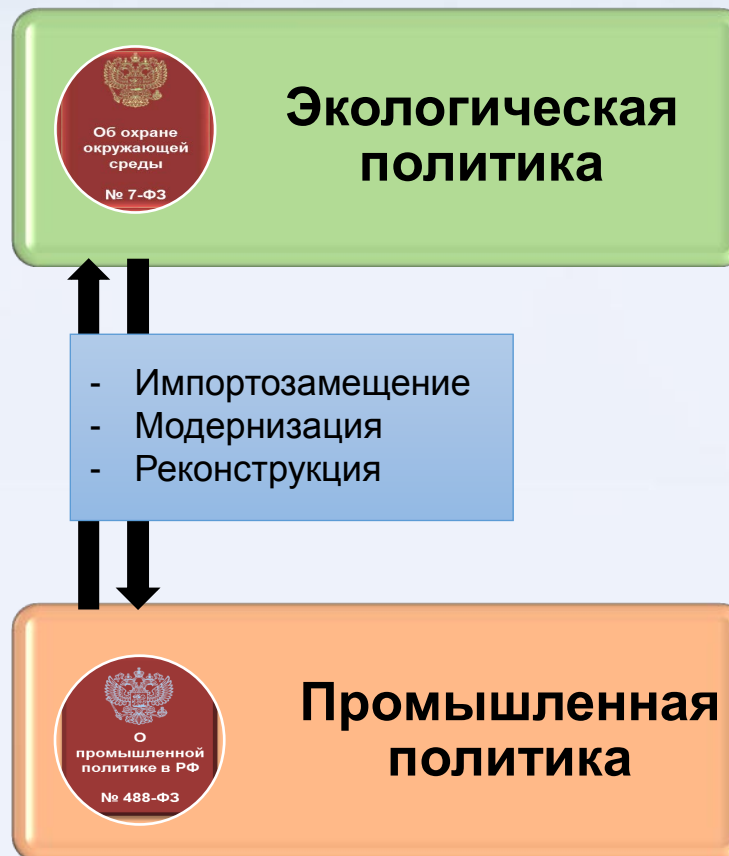 Об охране
окружающей
среды
№ 7-ФЗ
Экологическая
политика
- Импортозамещение
- Модернизация
- Реконструкция
О
промышленной
политике в РФ
№ 488-ФЗ
Промышленная
политика